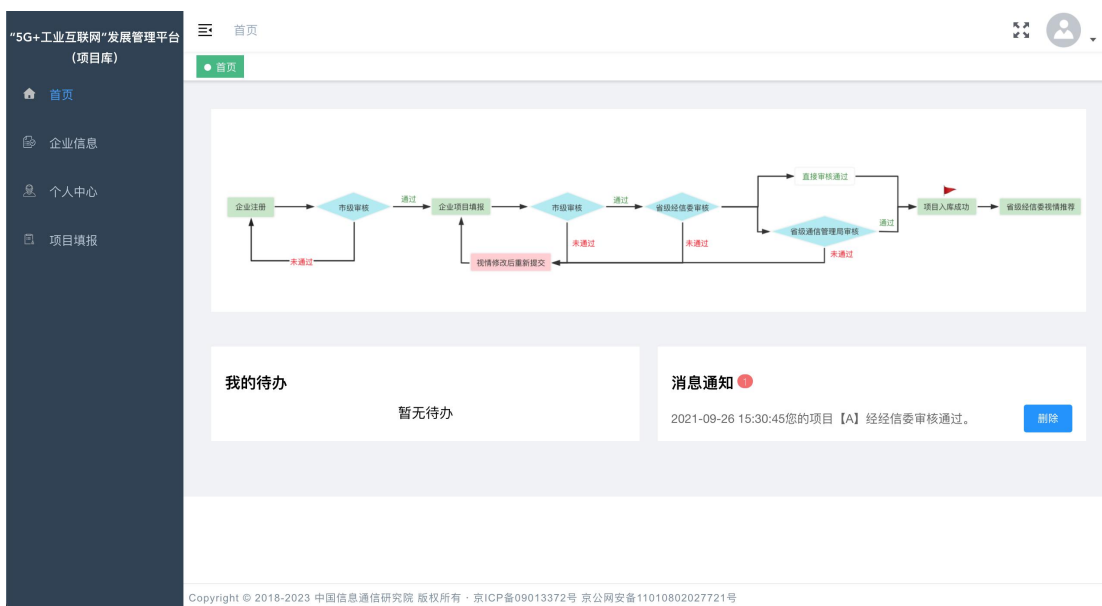 “5G+工业互联网”发展管理平台
（项目库）
首页
企业信息
个人中心
项目填报
首页
首页
企业注册
市级审核
通过
企业项目填报
市级审核
通过
省级经信委审核
直接审核通过
省级通信管理局审核
通过
项目入库成功
省级经信委视情推荐
未通过
未通过
未通过
未通过
视情修改后重新提交
我的待办
暂无待办
消息通知 1
2021-09-26 15:30:45您的项目【A】经经信委审核通过。
删除
Copyright © 2018-2023 中国信息通信研究院 版权所有 · 京ICP备09013372号 京公网安备11010802027721号